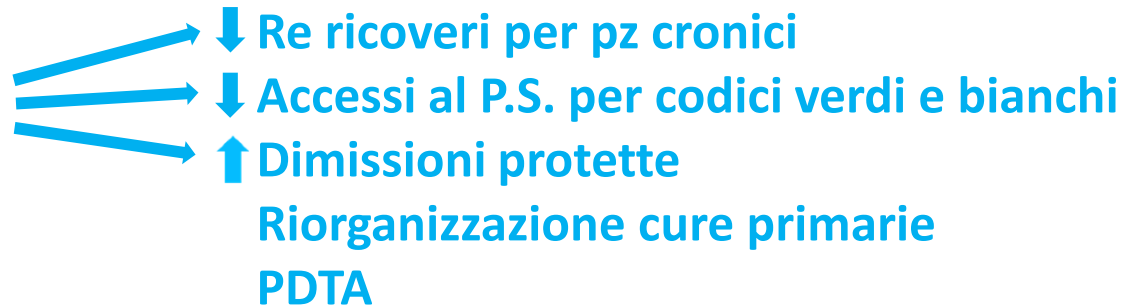 Re ricoveri per pz cronici
Accessi al P.S. per codici verdi e bianchi
Dimissioni protette
Riorganizzazione cure primarie
PDTA